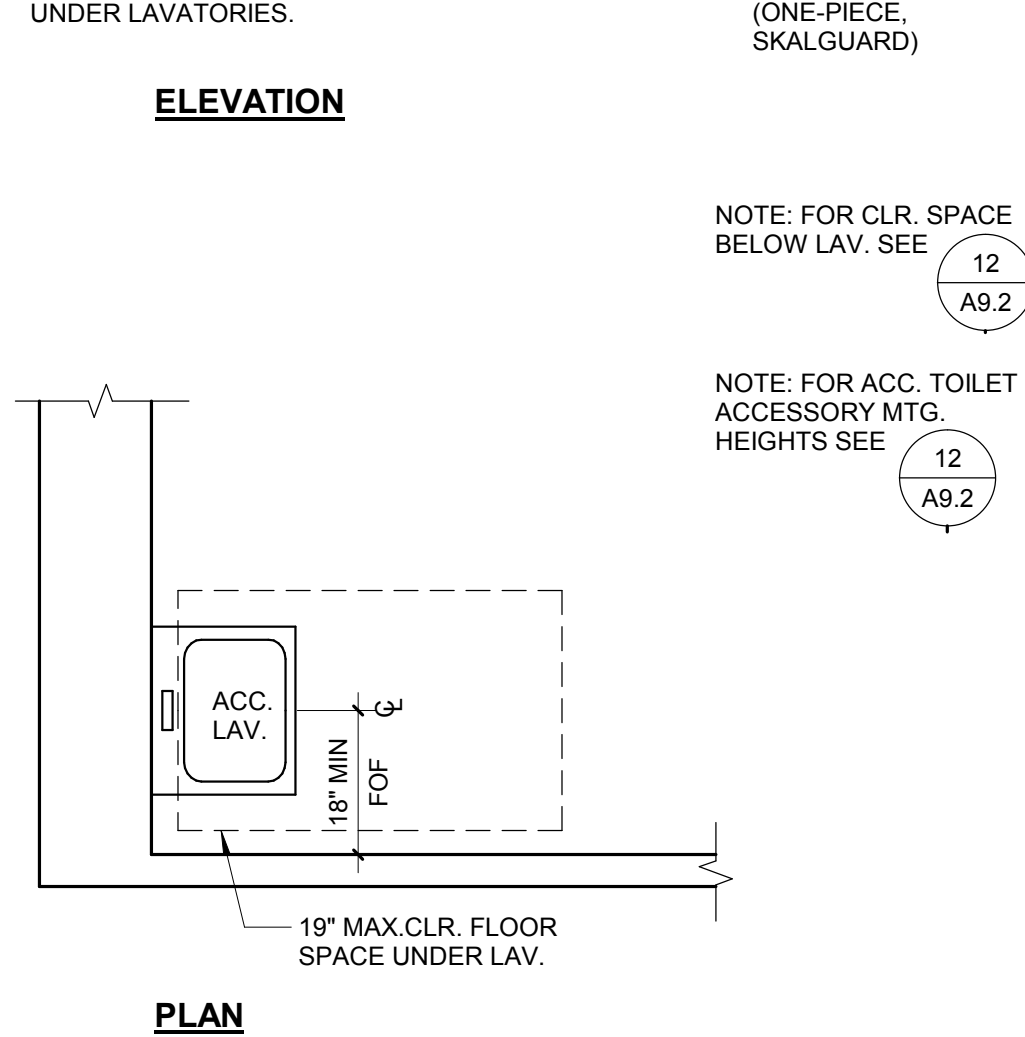 UNDER LAVATORIES.
(ONE-PIECE,
SKALGUARD)
ELEVATION
NOTE: FOR CLR. SPACE
BELOW LAV. SEE
12
A9.2
NOTE: FOR ACC. TOILET
ACCESSORY MTG.
HEIGHTS SEE
12
A9.2
ACC.
LAV.
℄
18" MIN
FOF
19" MAX.CLR. FLOOR
SPACE UNDER LAV.
PLAN